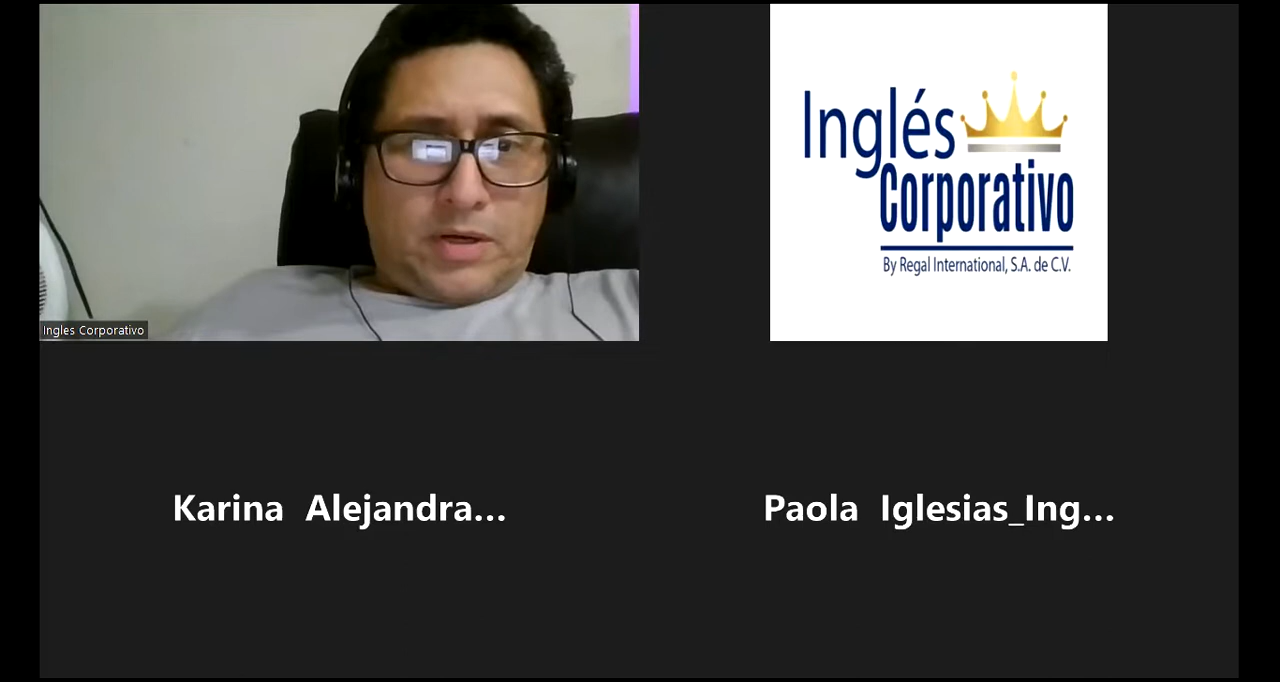 Inglés
Corporativo
By Regal International, S.A. de C.V.
Ingles Corporativo
Karina Alejandra...
Paola Iglesias_Ing...